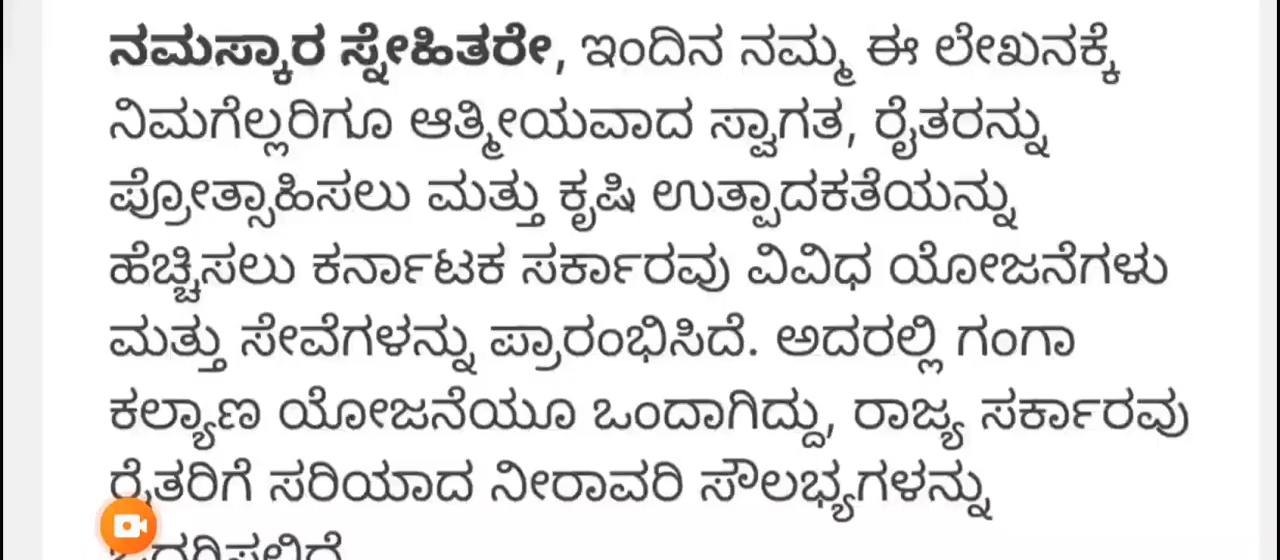 ನಮಸ್ಕಾರ ಸ್ನೇಹಿತರೇ, ಇಂದಿನ ನಮ್ಮ ಈ ಲೇಖನಕ್ಕೆ
ನಿಮಗೆಲ್ಲರಿಗೂ ಆತ್ಮೀಯವಾದ ಸ್ವಾಗತ, ರೈತರನ್ನು
ಪ್ರೋತ್ಸಾಹಿಸಲು ಮತ್ತು ಕೃಷಿ ಉತ್ಪಾದಕತೆಯನ್ನು
ಹೆಚ್ಚಿಸಲು ಕರ್ನಾಟಕ ಸರ್ಕಾರವು ವಿವಿಧ ಯೋಜನೆಗಳು
ಮತ್ತು ಸೇವೆಗಳನ್ನು ಪ್ರಾರಂಭಿಸಿದೆ. ಅದರಲ್ಲಿ ಗಂಗಾ
ಕಲ್ಯಾಣ ಯೋಜನೆಯೂ ಒಂದಾಗಿದ್ದು, ರಾಜ್ಯ ಸರ್ಕಾರವು
ರೈತರಿಗೆ ಸರಿಯಾದ ನೀರಾವರಿ ಸೌಲಭ್ಯಗಳನ್ನು